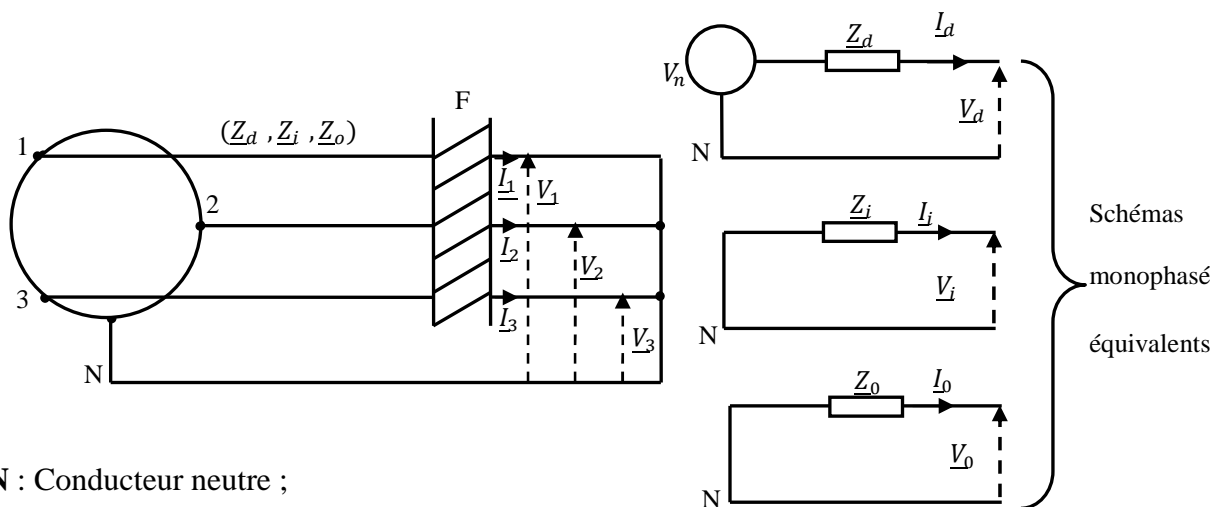 1
2
3
N
(Z_d , Z_i , Z_o)
F
I_1
I_2
I_3
V_1
V_2
V_3
V_n
Z_d
I_d
V_d
N
Z_i
I_i
V_i
N
Z_0
I_0
V_0
N
Schémas
monophasé
équivalents
N : Conducteur neutre ;